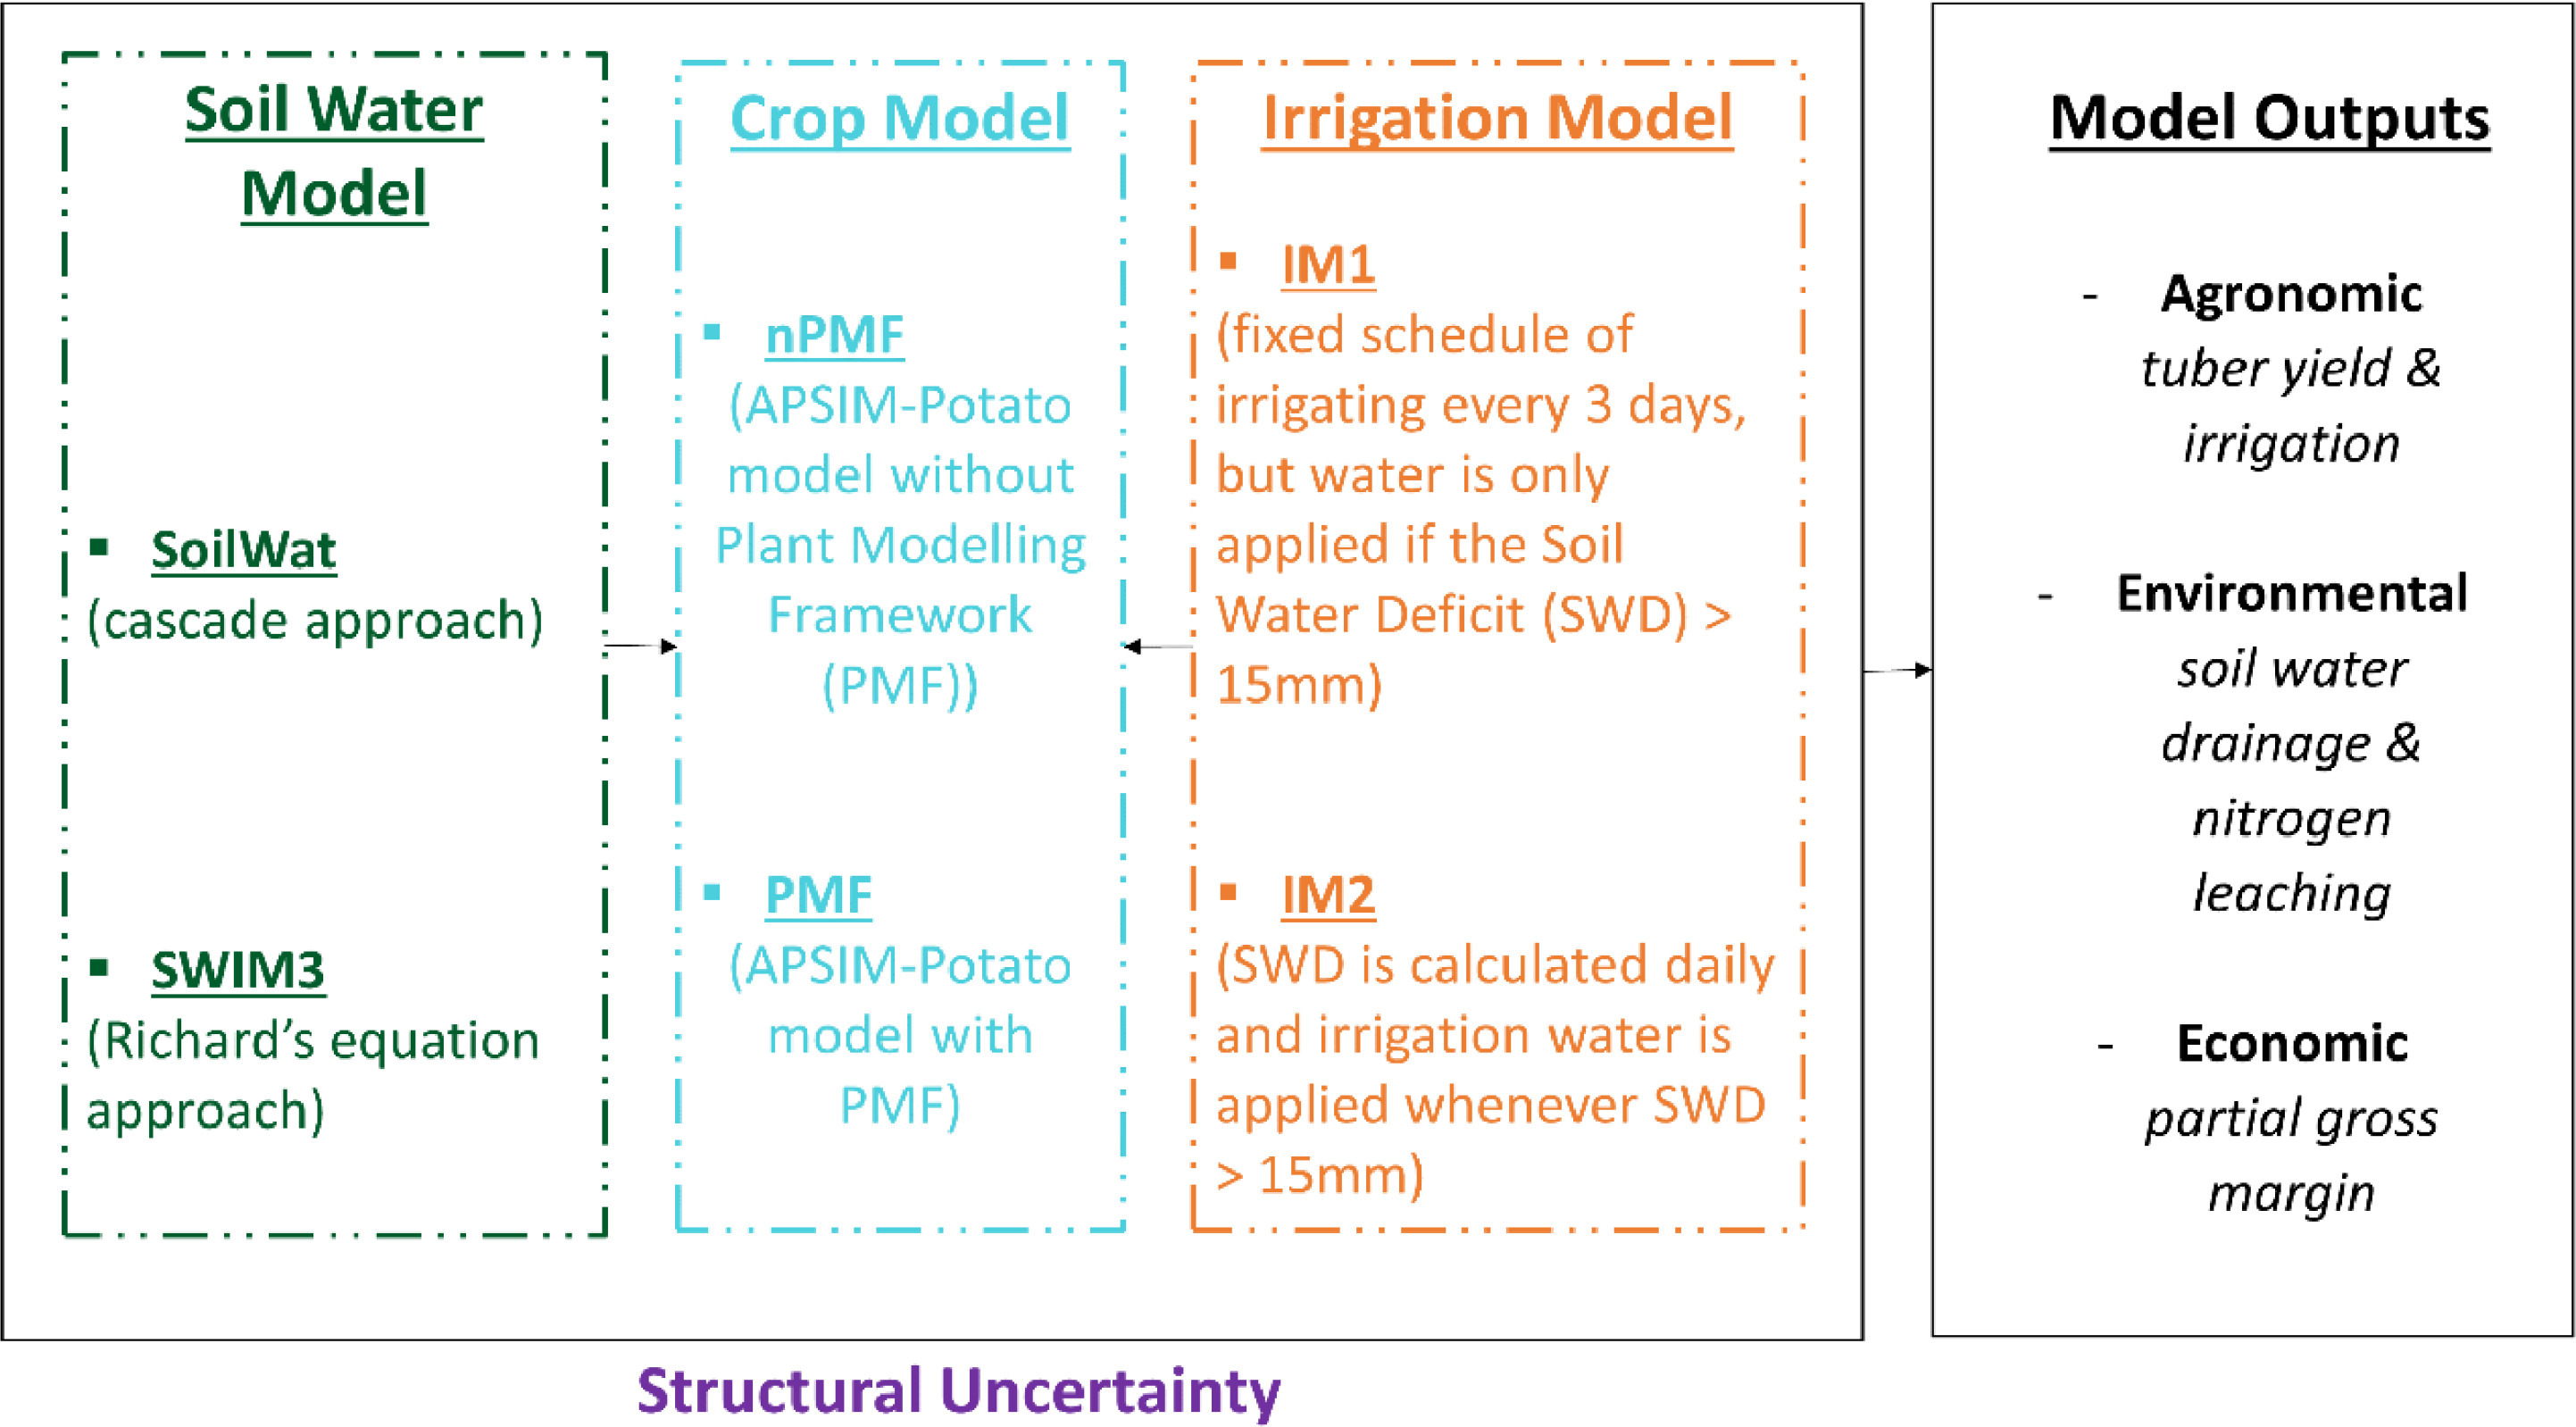 Soil Water
Model
▪ SoilWat
(cascade approach)
▪ SWIM3
(Richard’s equation
approach)
Crop Model
▪ nPMF
(APSIM-Potato
model without
Plant Modelling
Framework
(PMF))
▪ PMF
(APSIM-Potato
model with
PMF)
Irrigation Model
▪ IM1
(fixed schedule of
irrigating every 3 days,
but water is only
applied if the Soil
Water Deficit (SWD) >
15mm)
▪ IM2
(SWD is calculated daily
and irrigation water is
applied whenever SWD
> 15mm)
Model Outputs
- Agronomic
tuber yield &
irrigation
- Environmental
soil water
drainage &
nitrogen
leaching
- Economic
partial gross
margin
Structural Uncertainty